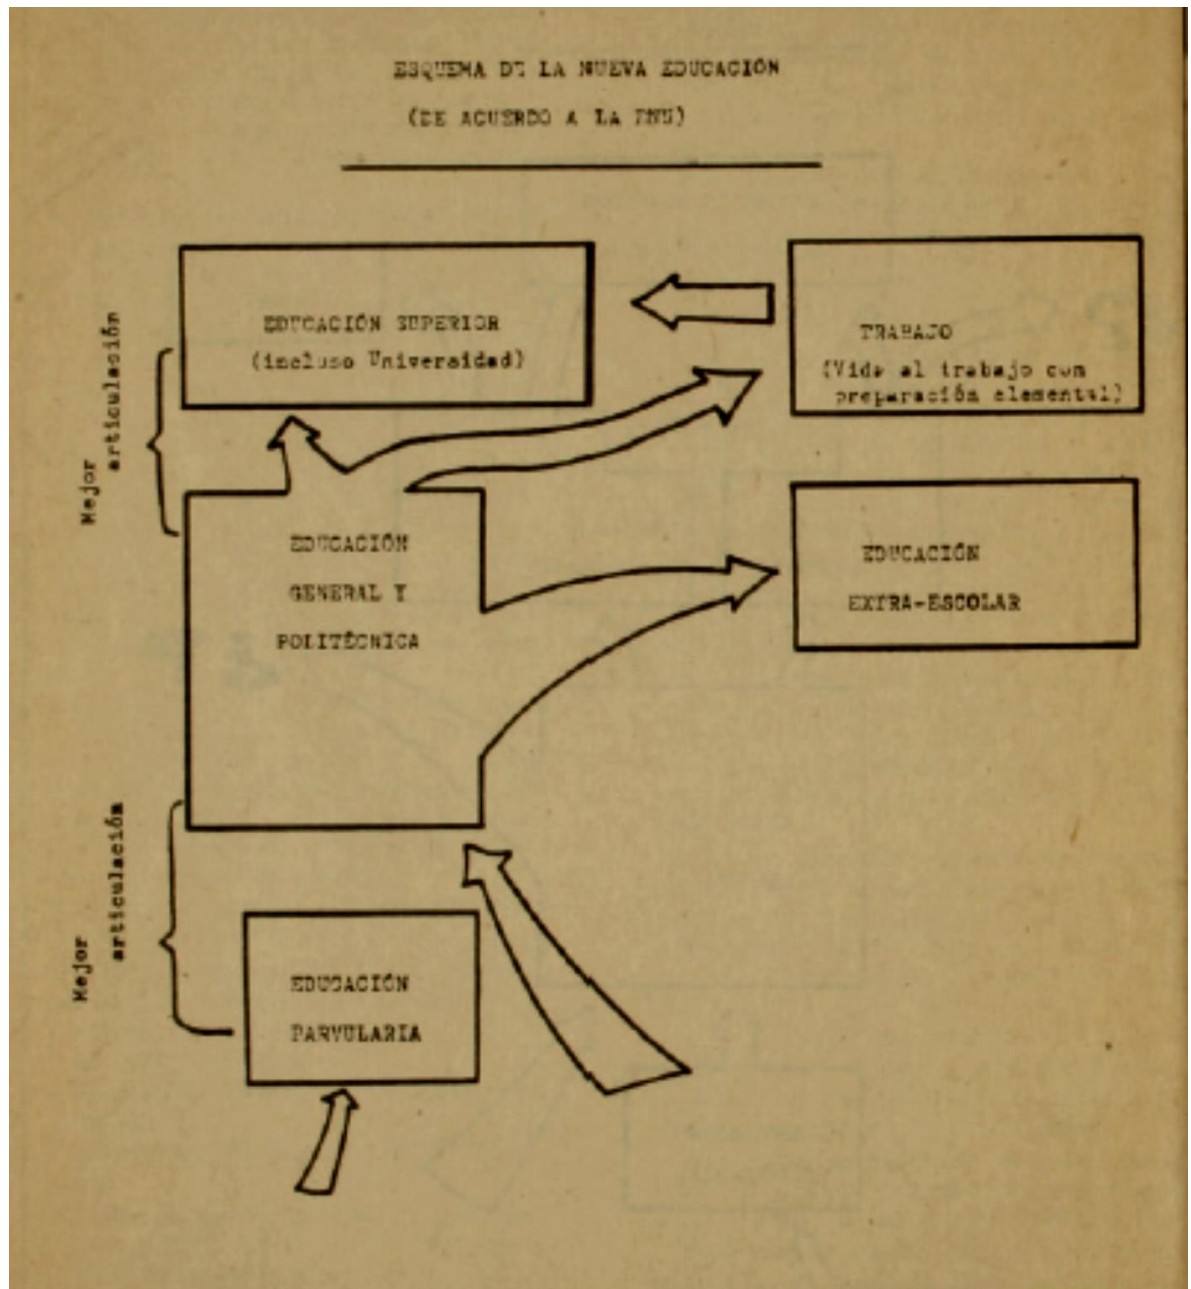 ESQUEMA DE LA NUEVA EDUCACIÓN
(DE ACUERDO A LA ENU)
EDUCACIÓN SUPERIOR
(incluso Universidad)
TRABAJO
(Vida al trabajo con
preparación elemental)
Mejor
articulación
EDUCACIÓN
GENERAL Y
POLITÉCNICA
EDUCACIÓN
EXTRA-ESCOLAR
Mejor
articulación
EDUCACIÓN
PARVULARIA